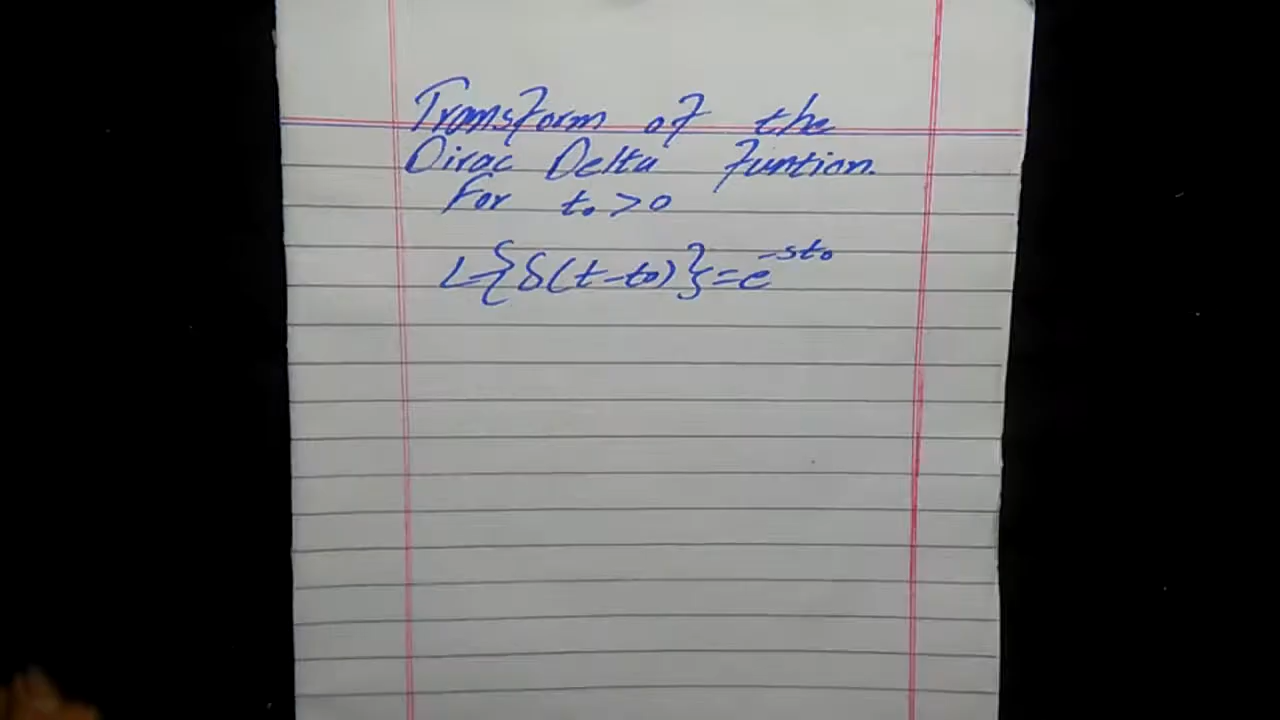 Transform of the
Dirac Delta Funtion.
For t₀ > 0
L{δ(t-t₀)} = e^-st₀